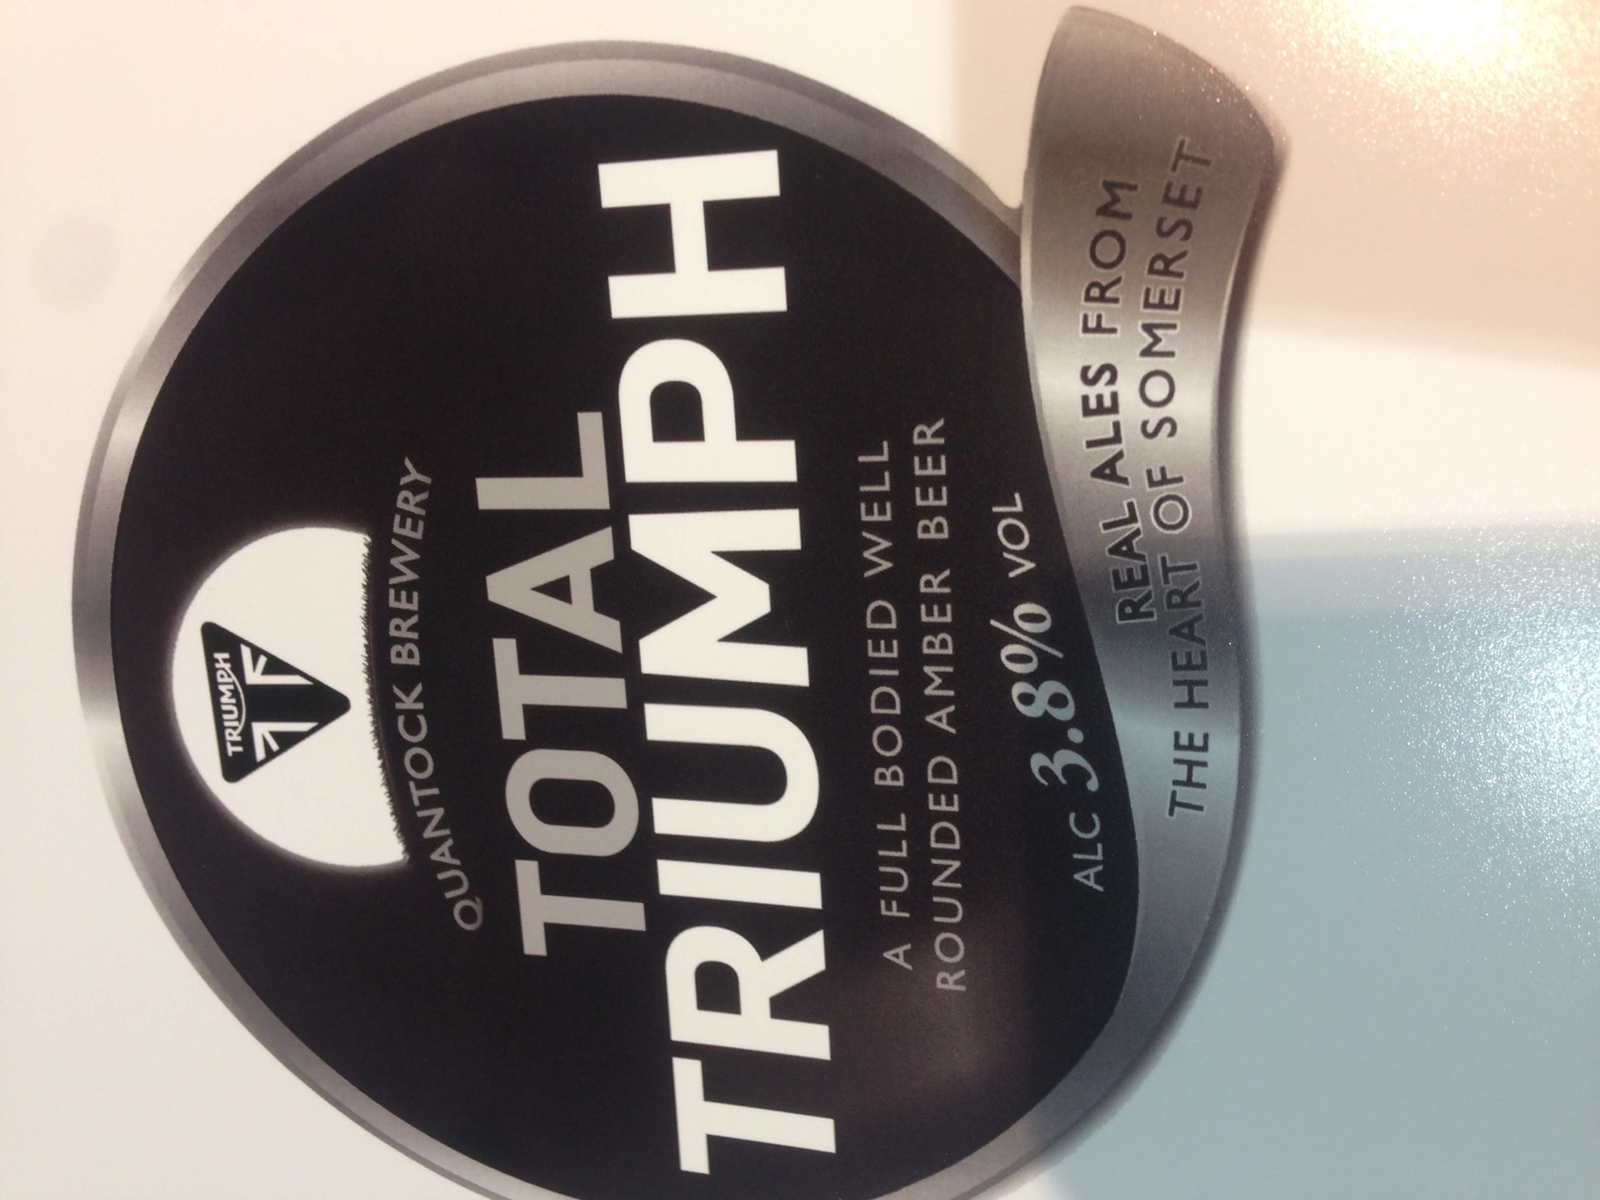 TRIUMPH
QUANTOCK BREWERY
TOTAL
TRIUMPH
A FULL BODIED WELL
ROUNDED AMBER BEER
ALC 3.8% VOL
REAL ALES FROM
THE HEART OF SOMERSET